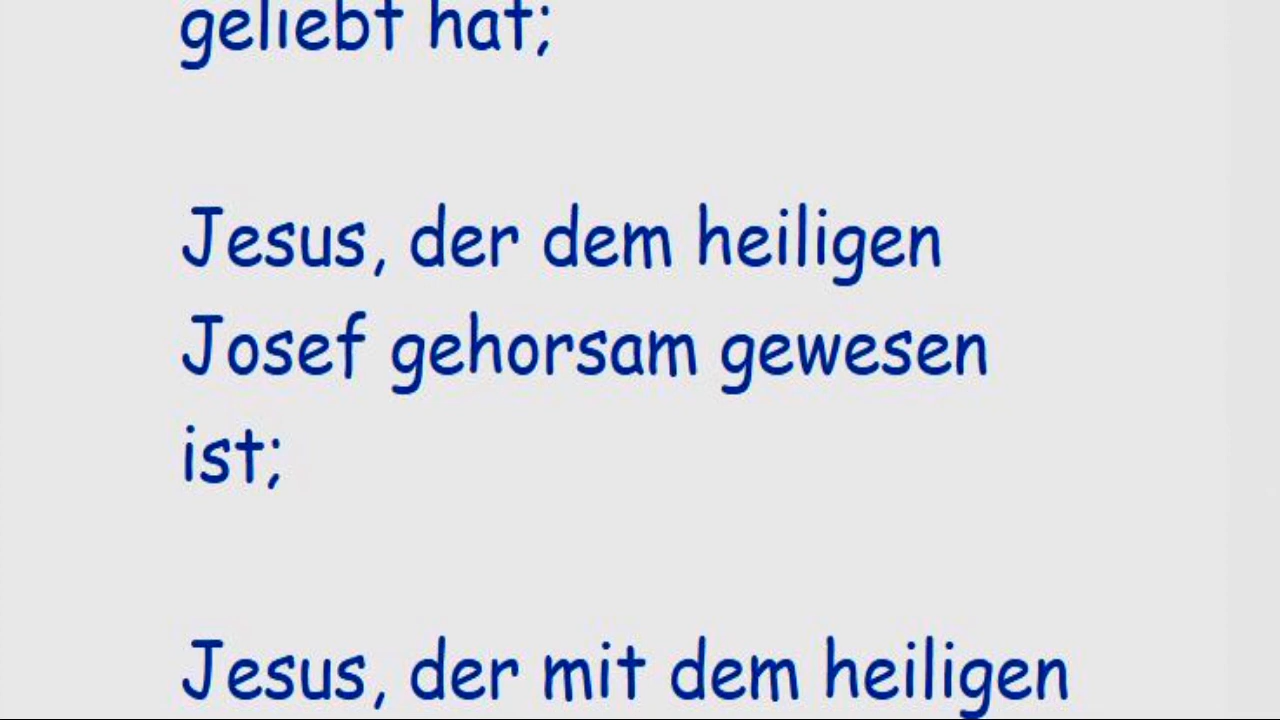 geliebt hat;
Jesus, der dem heiligen
Josef gehorsam gewesen
ist;
Jesus, der mit dem heiligen